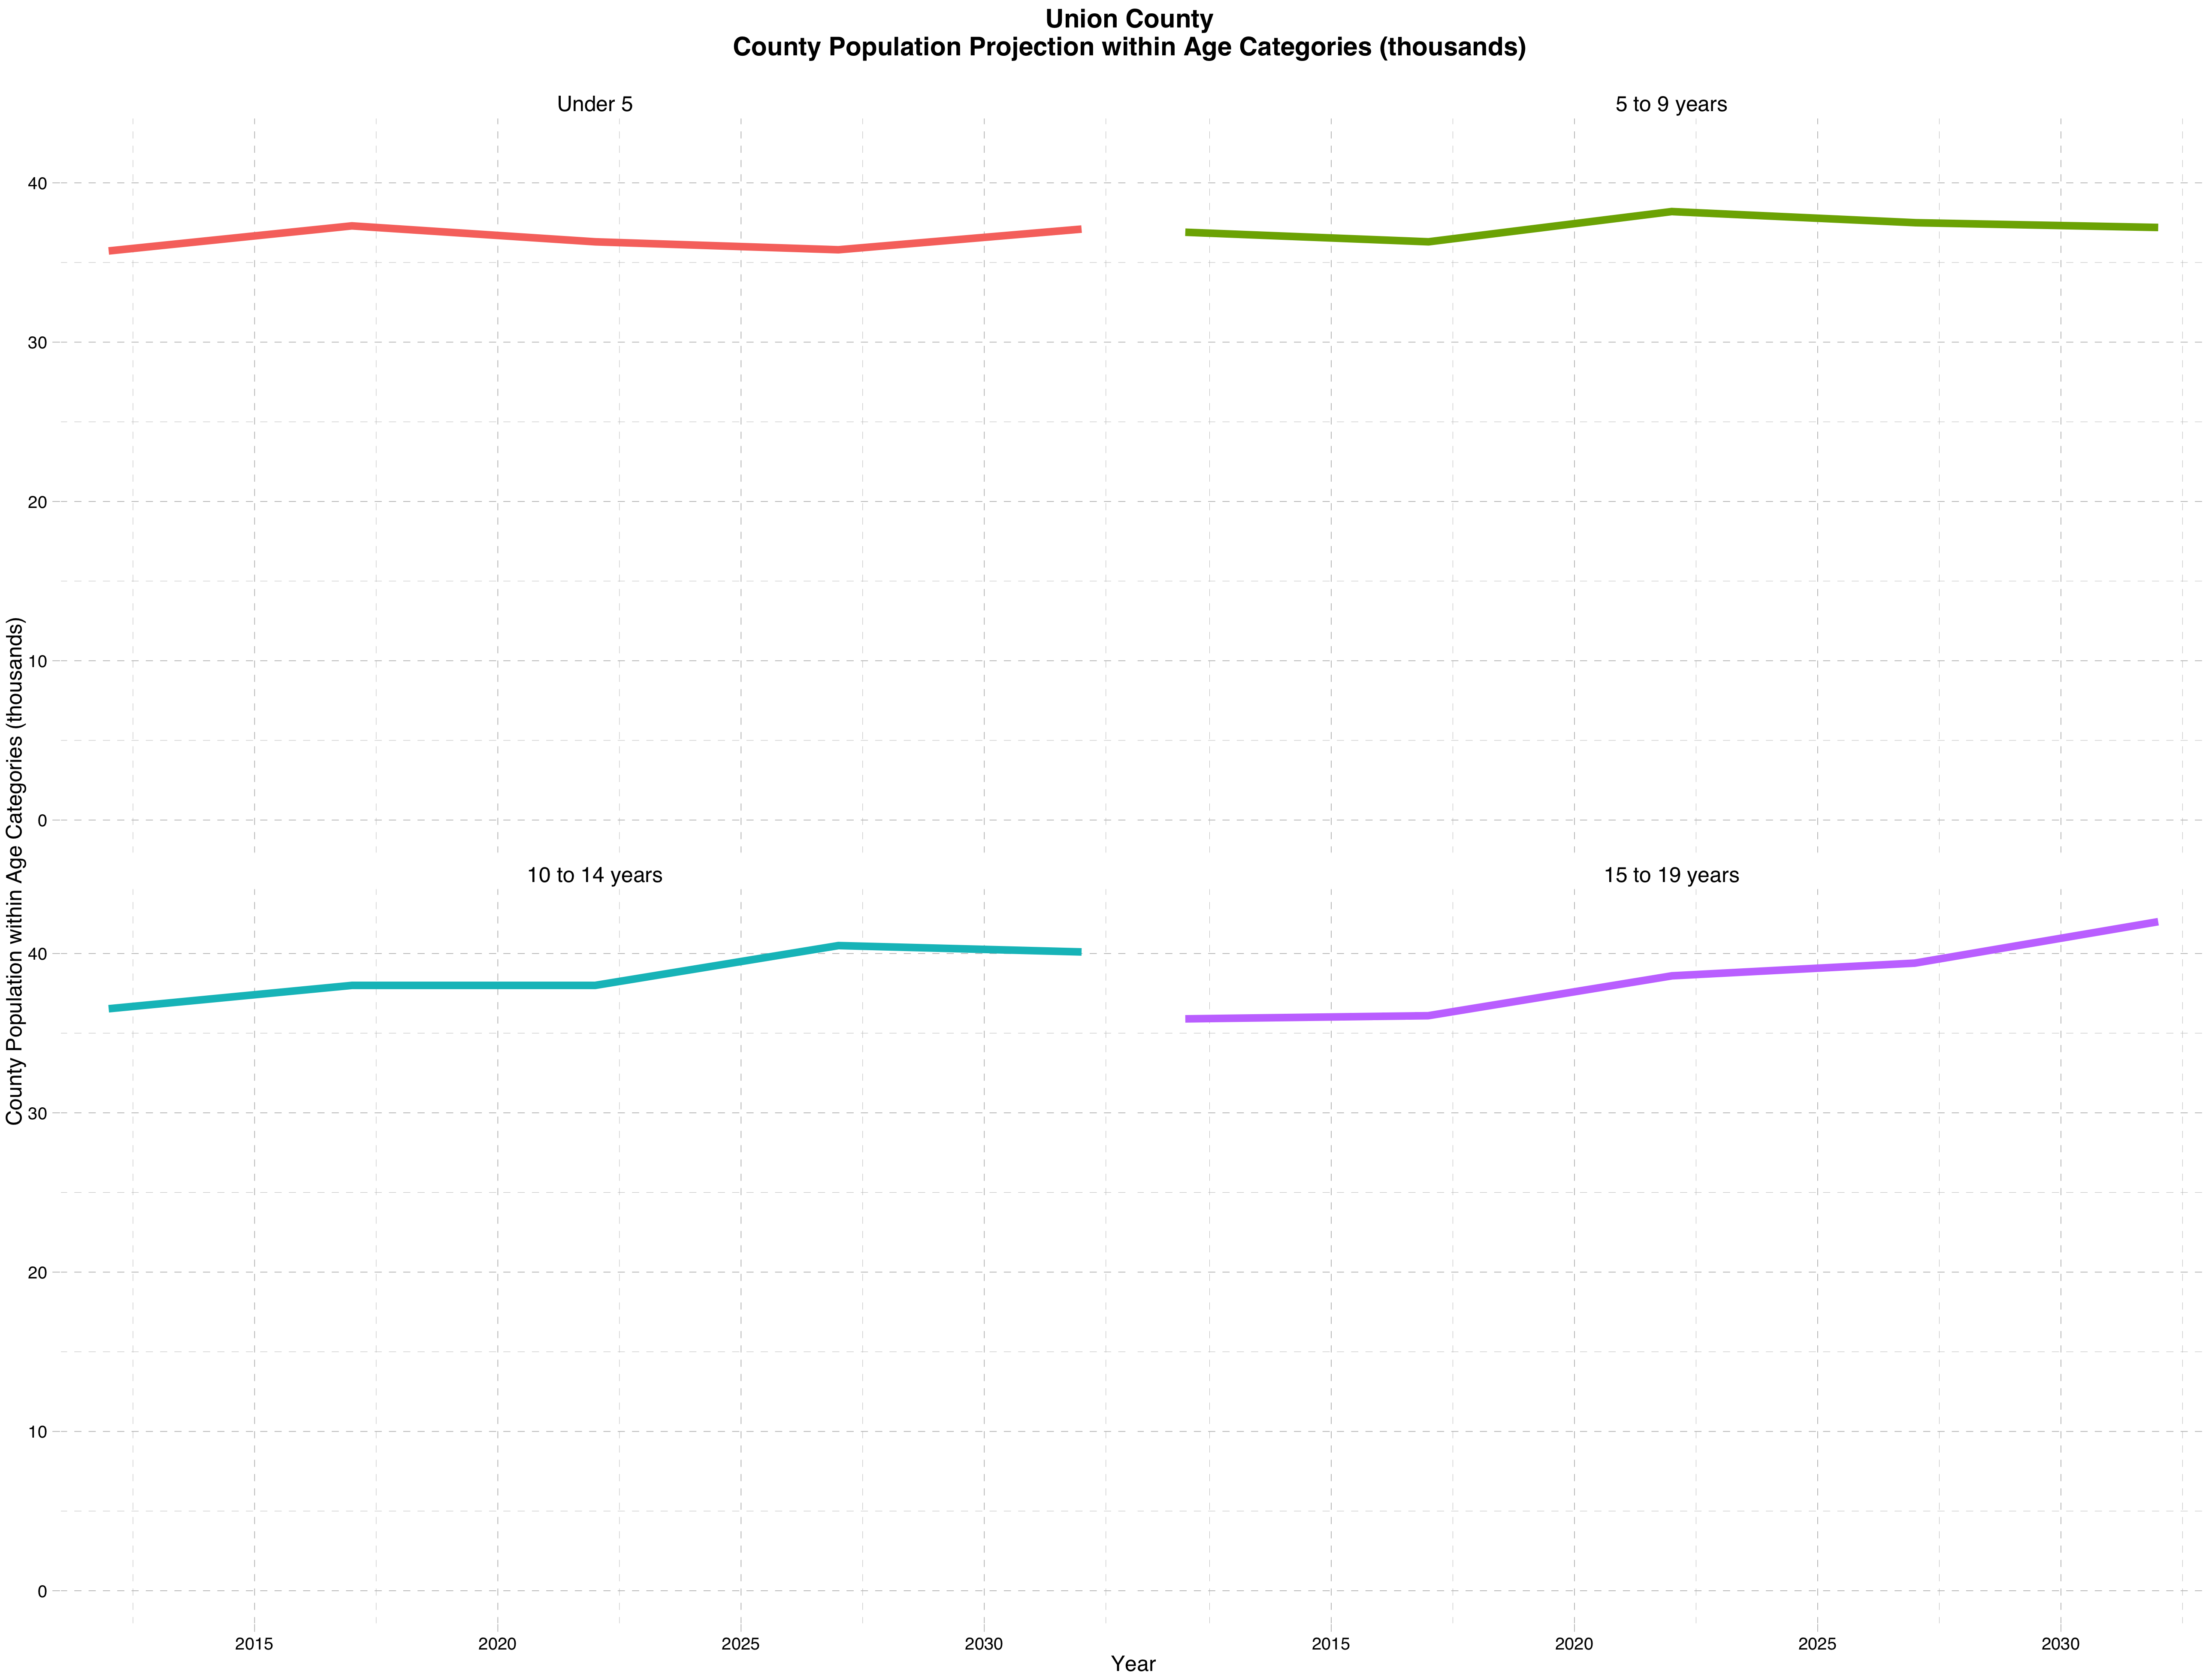 Union County
County Population Projection within Age Categories (thousands)
Under 5
5 to 9 years
40
30
20
10
0
10 to 14 years
15 to 19 years
40
30
20
10
0
County Population within Age Categories (thousands)
2015 2020 2025 2030 2015 2020 2025 2030
Year